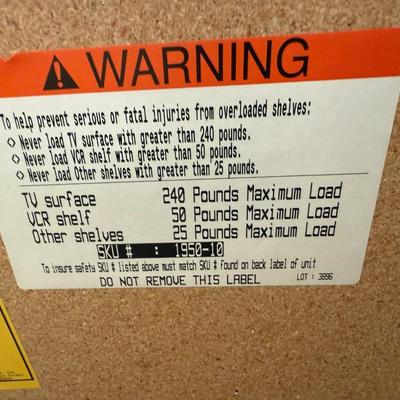 WARNING
To help prevent serious or fatal injuries from overloaded shelves:
◇ Never load TV surface with greater than 240 pounds.
◇ Never load VCR shelf with greater than 50 pounds.
◇ Never load Other shelves with greater than 25 pounds.
TV surface 240 Pounds Maximum Load
VCR shelf 50 Pounds Maximum Load
Other shelves 25 Pounds Maximum Load
SKU # : 1950-10
To insure safety SKU # listed above must match SKU # found on back label of unit
DO NOT REMOVE THIS LABEL LOT : 3696